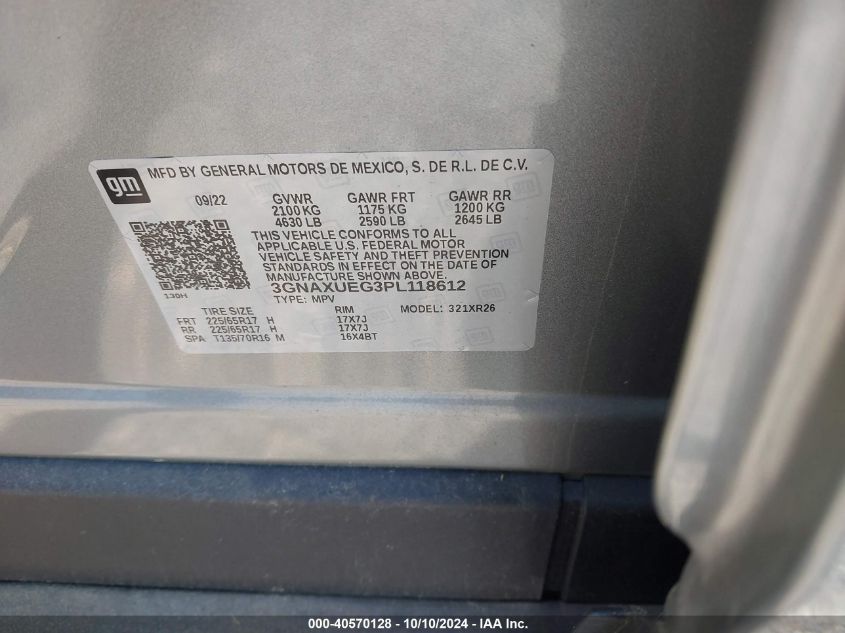 gm
MFD BY GENERAL MOTORS DE MEXICO, S. DE R.L. DE C.V.
09/22 GVWR GAWR FRT GAWR RR
2100 KG 1175 KG 1200 KG
4630 LB 2590 LB 2645 LB
THIS VEHICLE CONFORMS TO ALL
APPLICABLE U.S. FEDERAL MOTOR
VEHICLE SAFETY AND THEFT PREVENTION
STANDARDS IN EFFECT ON THE DATE OF
MANUFACTURE SHOWN ABOVE.
130H 3GNAXUEG3PL118612
TYPE: MPV
TIRE SIZE RIM MODEL: 321XR26
FRT 225/65R17 H 17X7J
RR 225/65R17 H 17X7J
SPA T135/70R16 M 16X4BT
000-40570128 - 10/10/2024 - IAA Inc.